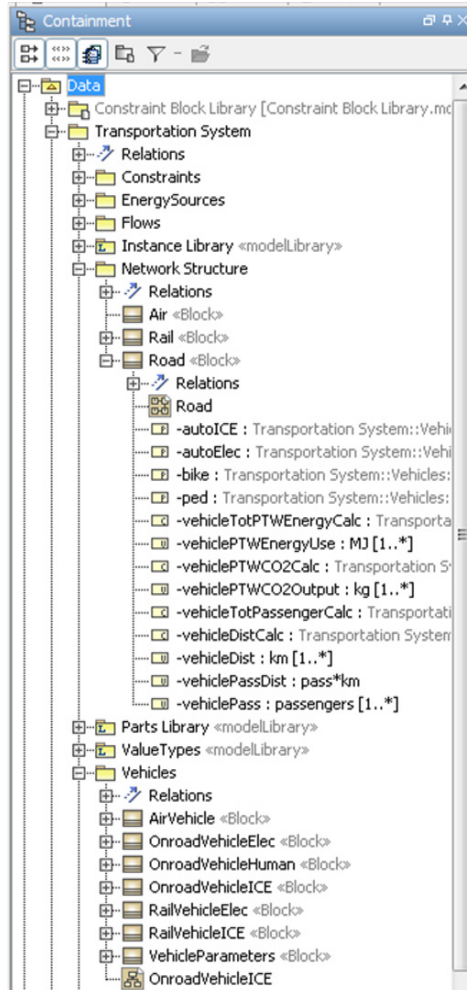 Containment
Data
Constraint Block Library [Constraint Block Library.mc
Transportation System
Relations
Constraints
EnergySources
Flows
Instance Library «modelLibrary»
Network Structure
Relations
Air «Block»
Rail «Block»
Road «Block»
Relations
Road
-autoICE : Transportation System::Vehi
-autoElec : Transportation System::Vehi
-bike : Transportation System::Vehicles:
-ped : Transportation System::Vehicles:
-vehicleTotPTWEnergyCalc : Transporta
-vehiclePTWEnergyUse : MJ [1..*]
-vehiclePTWCO2Calc : Transportation S
-vehiclePTWCO2Output : kg [1..*]
-vehicleTotPassengerCalc : Transportati
-vehicleDistCalc : Transportation System
-vehicleDist : km [1..*]
-vehiclePassDist : pass*km
-vehiclePass : passengers [1..*]
Parts Library «modelLibrary»
ValueTypes «modelLibrary»
Vehicles
Relations
AirVehicle «Block»
OnroadVehicleElec «Block»
OnroadVehicleHuman «Block»
OnroadVehicleICE «Block»
RailVehicleElec «Block»
RailVehicleICE «Block»
VehicleParameters «Block»
OnroadVehicleICE